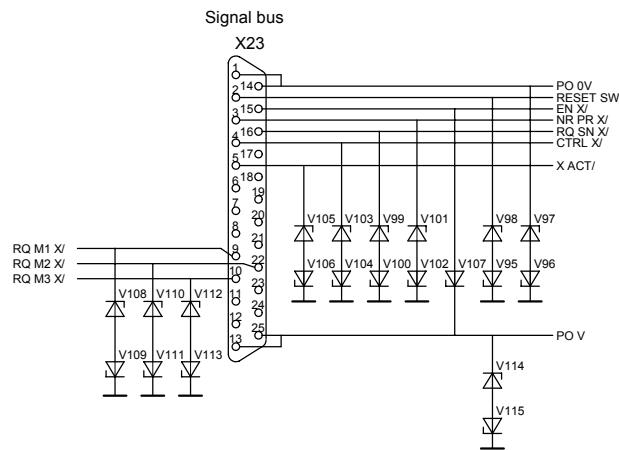 Signal bus
X23
1
14
PO 0V
2
RESET SW
15
EN X/
3
NR PR X/
16
RQ SN X/
4
CTRL X/
17
5
X ACT/
18
6
19
7
20
8
V105 V103 V99 V101 V98 V97
21
RQ M1 X/
9
RQ M2 X/
22
RQ M3 X/
10
V106 V104 V100 V102 V107 V95 V96
23
V108 V110 V112
11
24
12
25
PO V
13
V109 V111 V113
V114
V115